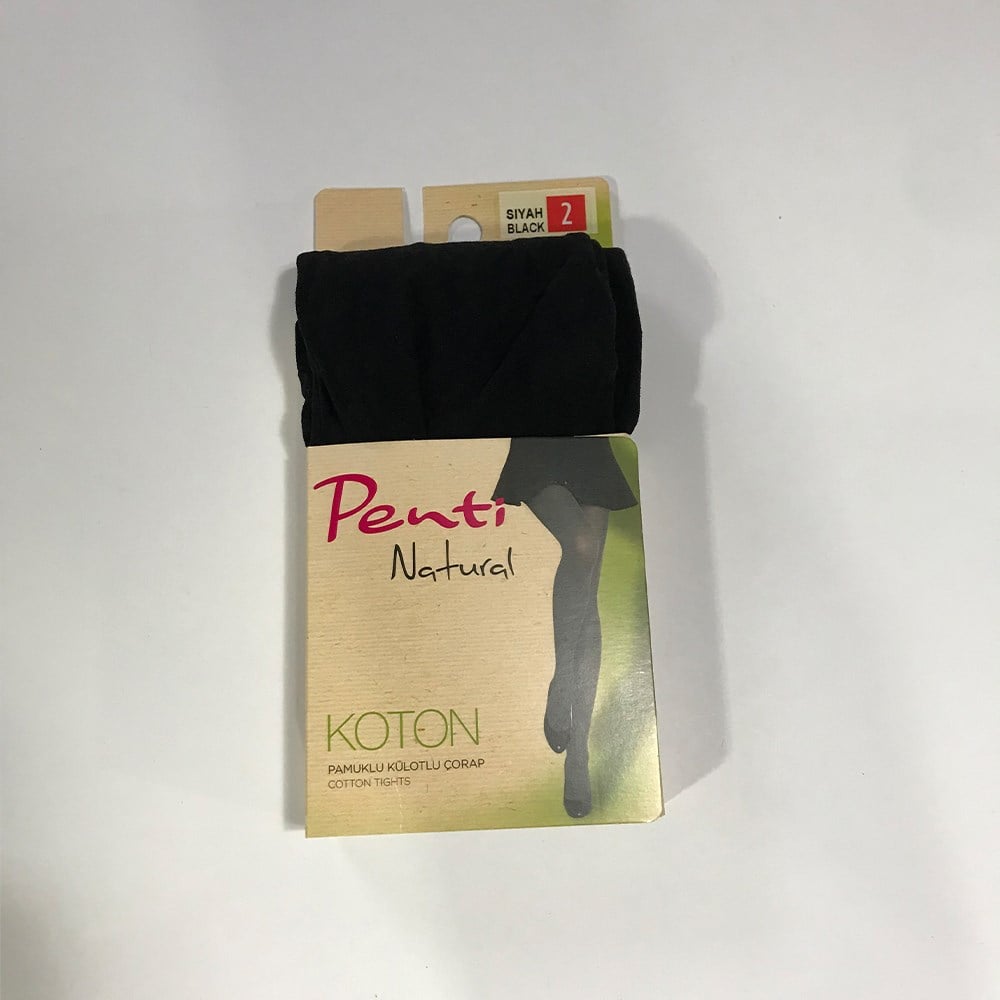 SIYAH
BLACK
2
Penti
Natural
KOTON
PAMUKLU KÜLOTLU ÇORAP
COTTON TIGHTS